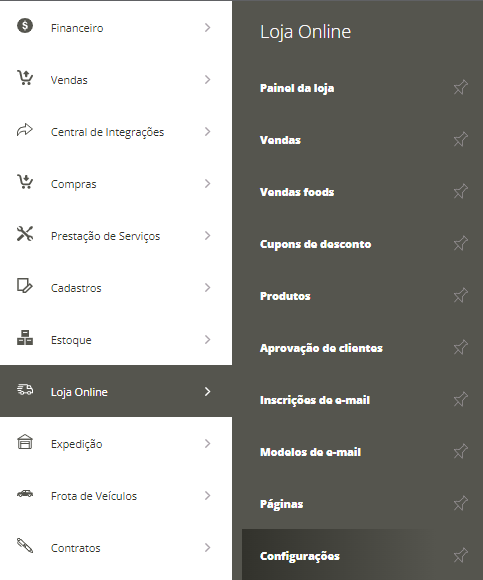 Financeiro
Vendas
Central de Integrações
Compras
Prestação de Serviços
Cadastros
Estoque
Loja Online
Expedição
Frota de Veículos
Contratos
Loja Online
Painel da loja
Vendas
Vendas foods
Cupons de desconto
Produtos
Aprovação de clientes
Inscrições de e-mail
Modelos de e-mail
Páginas
Configurações